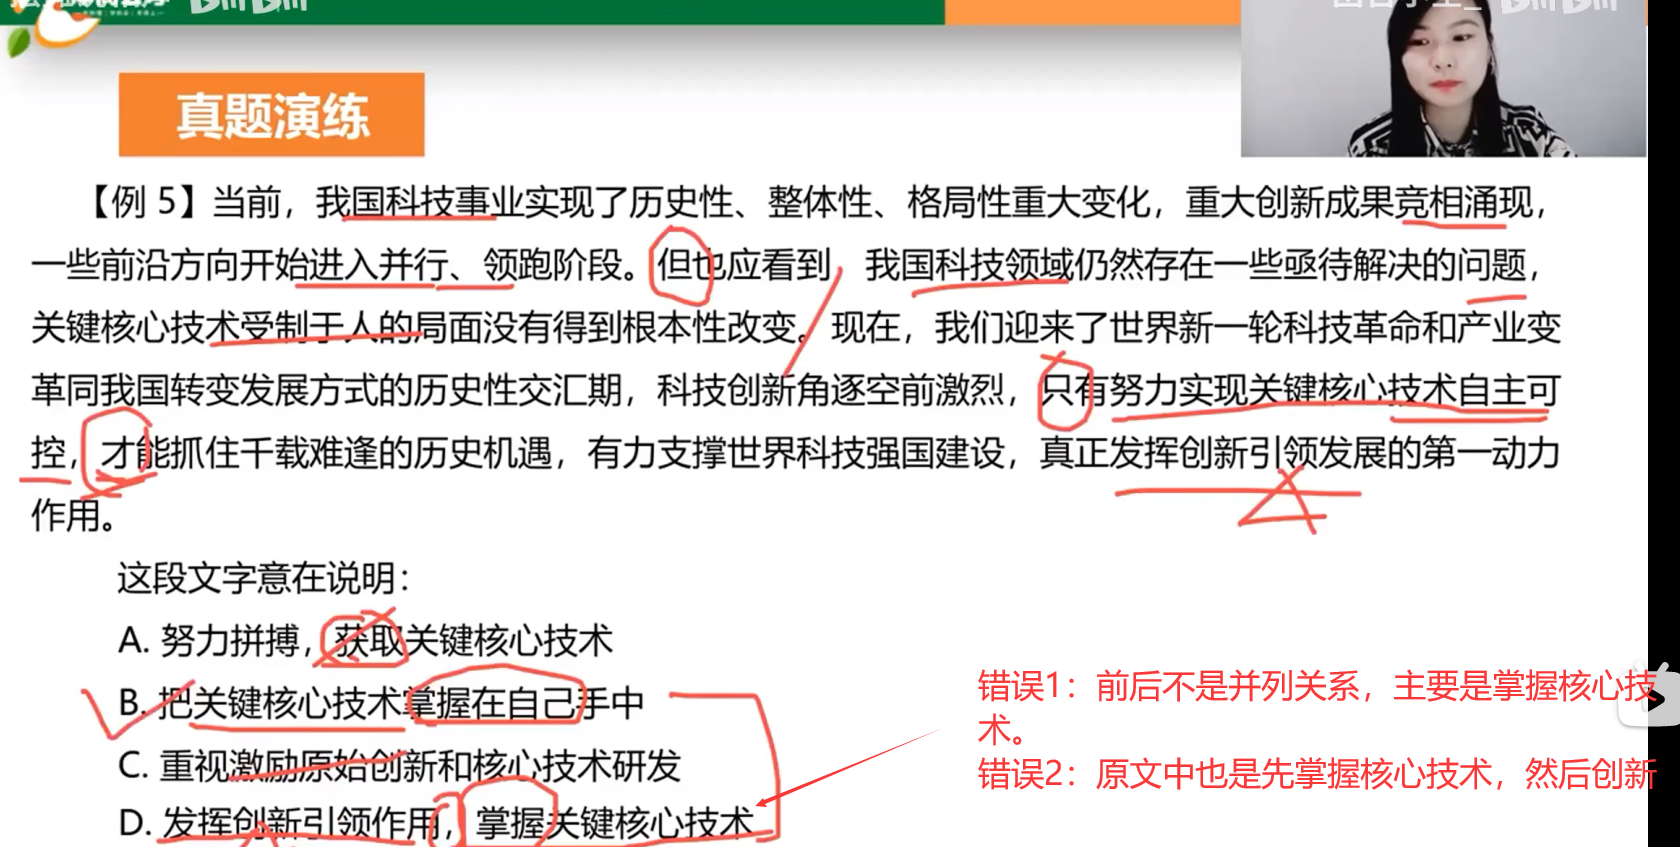 真题演练
【例 5】当前，我国科技事业实现了历史性、整体性、格局性重大变化，重大创新成果竞相涌现，
一些前沿方向开始进入并行、领跑阶段。但也应看到，我国科技领域仍然存在一些亟待解决的问题，
关键核心技术受制于人的局面没有得到根本性改变。现在，我们迎来了世界新一轮科技革命和产业变
革同我国转变发展方式的历史性交汇期，科技创新角逐空前激烈，只有努力实现关键核心技术自主可
控，才能抓住千载难逢的历史机遇，有力支撑世界科技强国建设，真正发挥创新引领发展的第一动力
作用。
这段文字意在说明：
A. 努力拼搏，获取关键核心技术
B. 把关键核心技术掌握在自己手中
C. 重视激励原始创新和核心技术研发
D. 发挥创新引领作用，掌握关键核心技术
错误1：前后不是并列关系，主要是掌握核心技
术。
错误2：原文中也是先掌握核心技术，然后创新